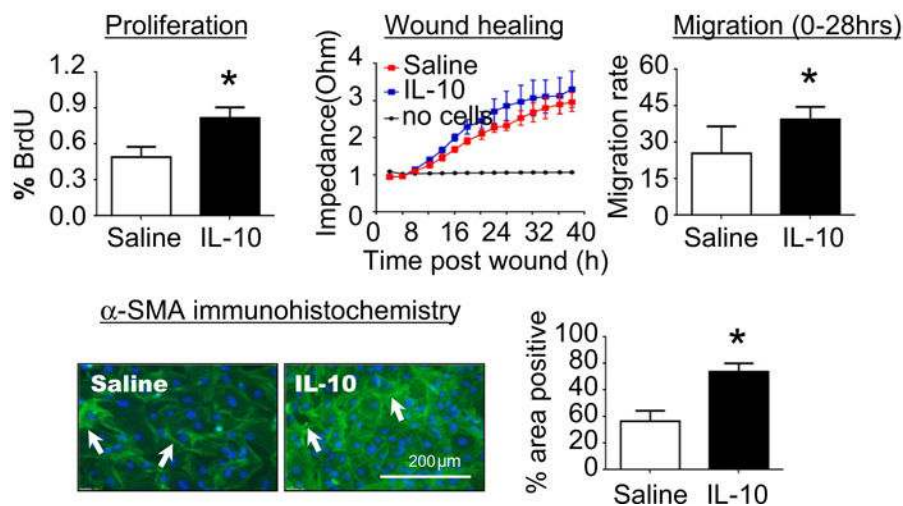 Proliferation
% BrdU
1.2
0.9
0.6
0.3
0.0
*
Saline IL-10
Wound healing
Impedance(Ohm)
4
3
2
1
0
Saline
IL-10
no cells
0 8 16 24 32 40
Time post wound (h)
Migration (0-28hrs)
Migration rate
60
45
30
15
0
*
Saline IL-10
α-SMA immunohistochemistry
Saline
IL-10
200µm
% area positive
100
80
60
20
0
*
Saline IL-10